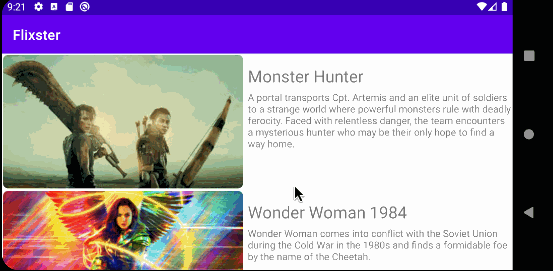 9:21
Flixster
Monster Hunter
A portal transports Cpt. Artemis and an elite unit of soldiers
to a strange world where powerful monsters rule with deadly
ferocity. Faced with relentless danger, the team encounters
a mysterious hunter who may be their only hope to find a
way home.
Wonder Woman 1984
Wonder Woman comes into conflict with the Soviet Union
during the Cold War in the 1980s and finds a formidable foe
by the name of the Cheetah.